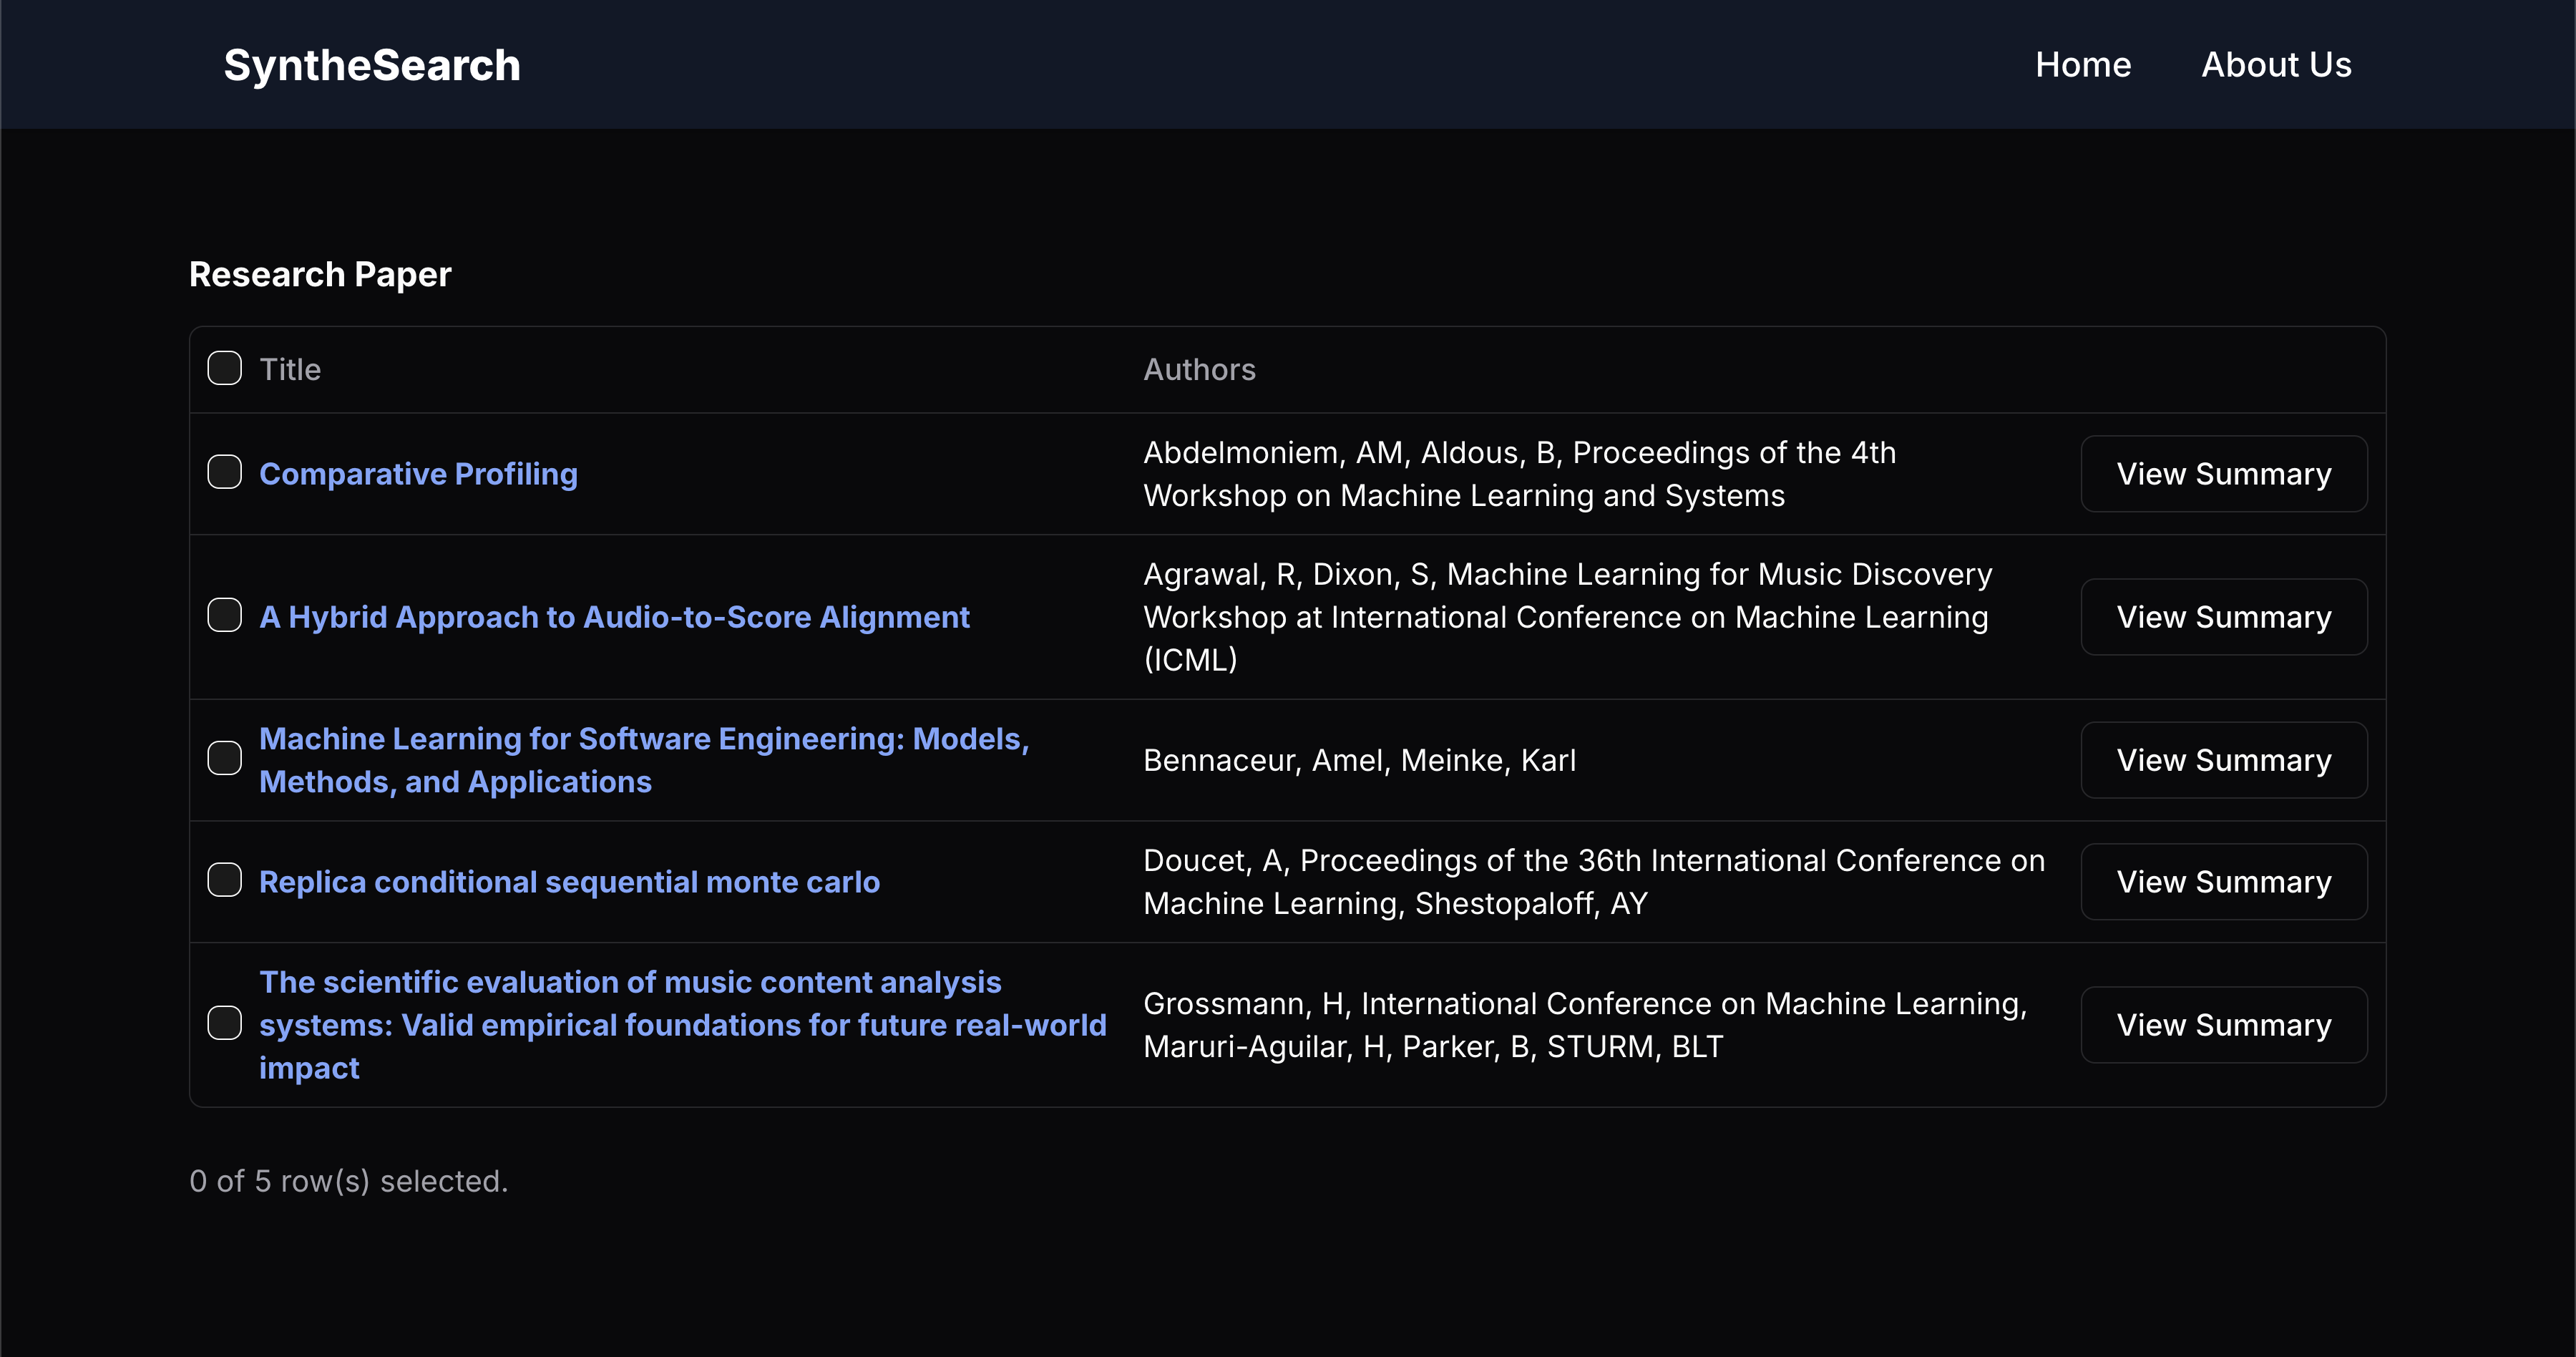 SyntheSearch
Home
About Us
Research Paper
Title
Authors
Comparative Profiling
Abdelmoniem, AM, Aldous, B, Proceedings of the 4th
Workshop on Machine Learning and Systems
View Summary
A Hybrid Approach to Audio-to-Score Alignment
Agrawal, R, Dixon, S, Machine Learning for Music Discovery
Workshop at International Conference on Machine Learning
(ICML)
View Summary
Machine Learning for Software Engineering: Models,
Methods, and Applications
Bennaceur, Amel, Meinke, Karl
View Summary
Replica conditional sequential monte carlo
Doucet, A, Proceedings of the 36th International Conference on
Machine Learning, Shestopaloff, AY
View Summary
The scientific evaluation of music content analysis
systems: Valid empirical foundations for future real-world
impact
Grossmann, H, International Conference on Machine Learning,
Maruri-Aguilar, H, Parker, B, STURM, BLT
View Summary
0 of 5 row(s) selected.